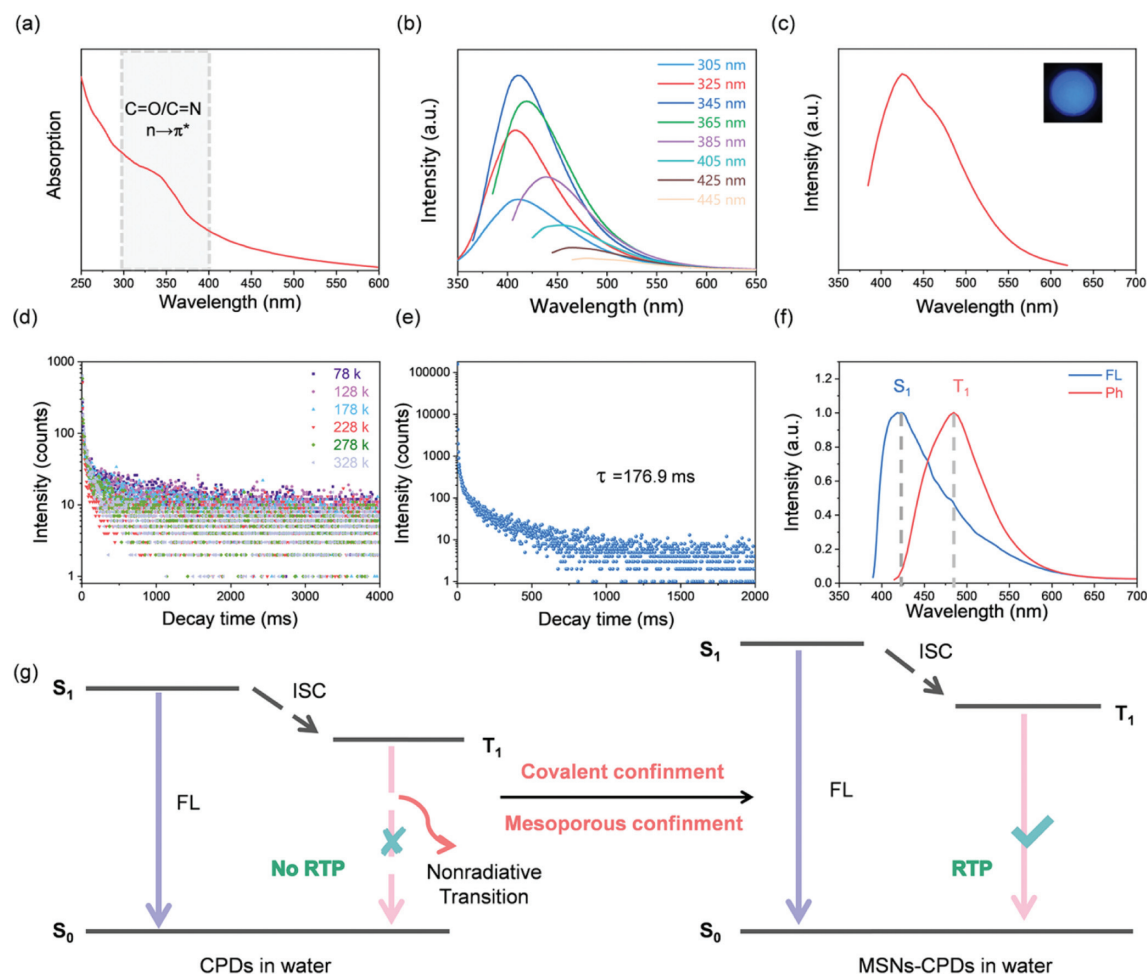 (a)
Absorption
C=O/C=N
n→π*
250 300 350 400 450 500 550 600
Wavelength (nm)
(b)
Intensity (a.u.)
305 nm
325 nm
345 nm
365 nm
385 nm
405 nm
425 nm
445 nm
350 400 450 500 550 600 650
Wavelength (nm)
(c)
Intensity (a.u.)
350 400 450 500 550 600 650 700
Wavelength (nm)
(d)
Intensity (counts)
1000
100
10
1
78 k
128 k
178 k
228 k
278 k
328 k
0 1000 2000 3000 4000
Decay time (ms)
(e)
Intensity (counts)
100000
10000
1000
100
10
1
τ =176.9 ms
0 500 1000 1500 2000
Decay time (ms)
(f)
Intensity (a.u.)
1.2
1.0
0.8
0.6
0.4
0.2
0.0
S₁
T₁
FL
Ph
350 400 450 500 550 600 650 700
Wavelength (nm)
(g)
S₁
ISC
T₁
FL
No RTP
Nonradiative
Transition
S₀
CPDs in water
Covalent confinment
Mesoporous confinment
S₁
ISC
T₁
FL
RTP
S₀
MSNs-CPDs in water